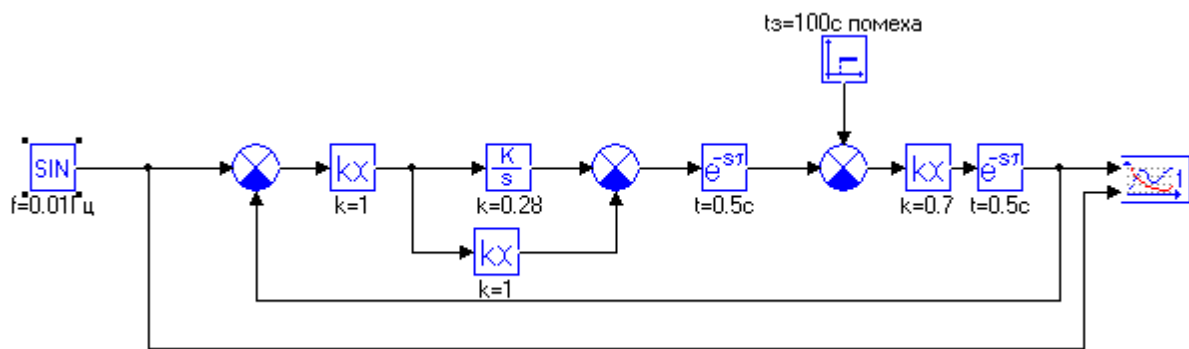 tз=100с помеха
SIN
f=0.01Гц
kx
k=1
K
s
k=0.28
kx
k=1
e^-sτ
t=0.5c
kx
k=0.7
e^-sτ
t=0.5c
1